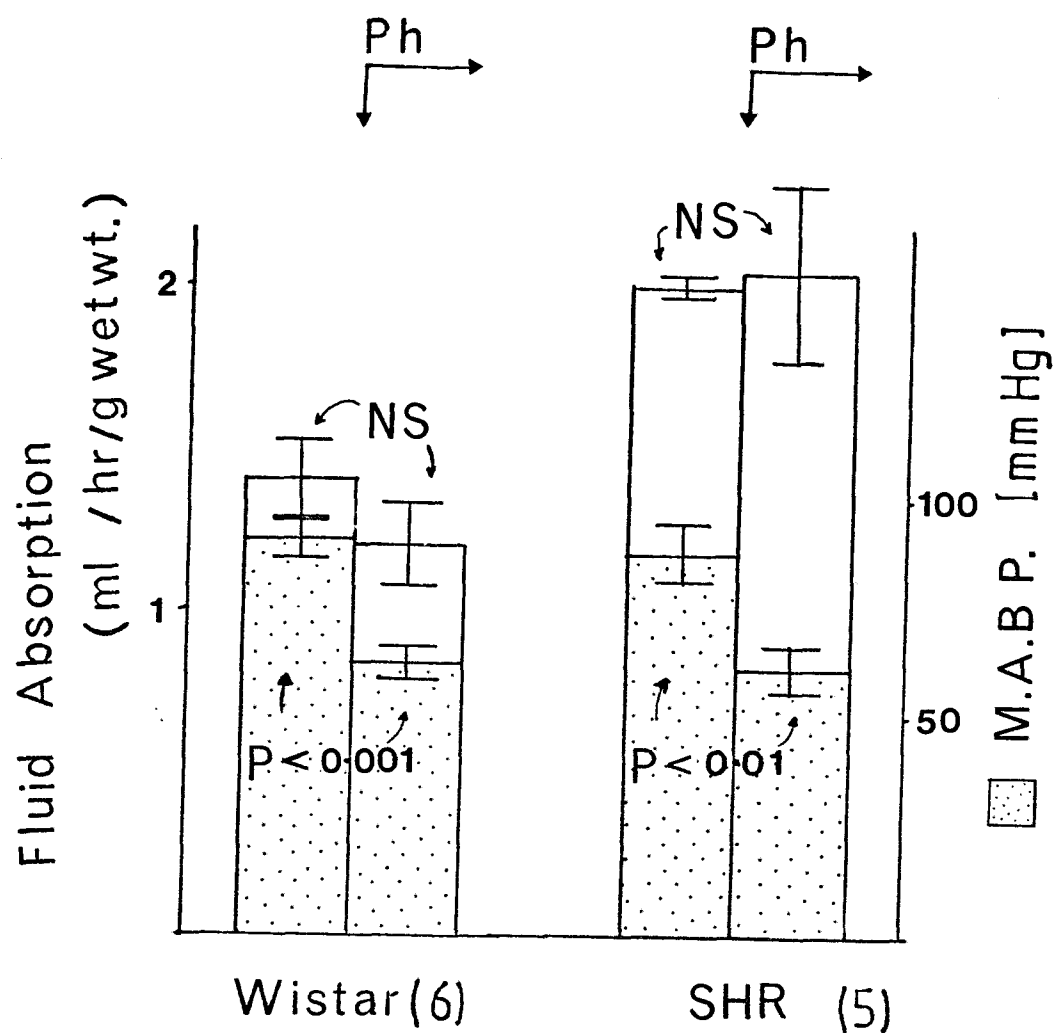 Ph
Ph
Fluid Absorption
(ml /hr/g wet wt.)
2
1
NS
NS
100
50
M.A.B P. [mm Hg]
P < 0·001
P < 0·01
Wistar (6)
SHR (5)